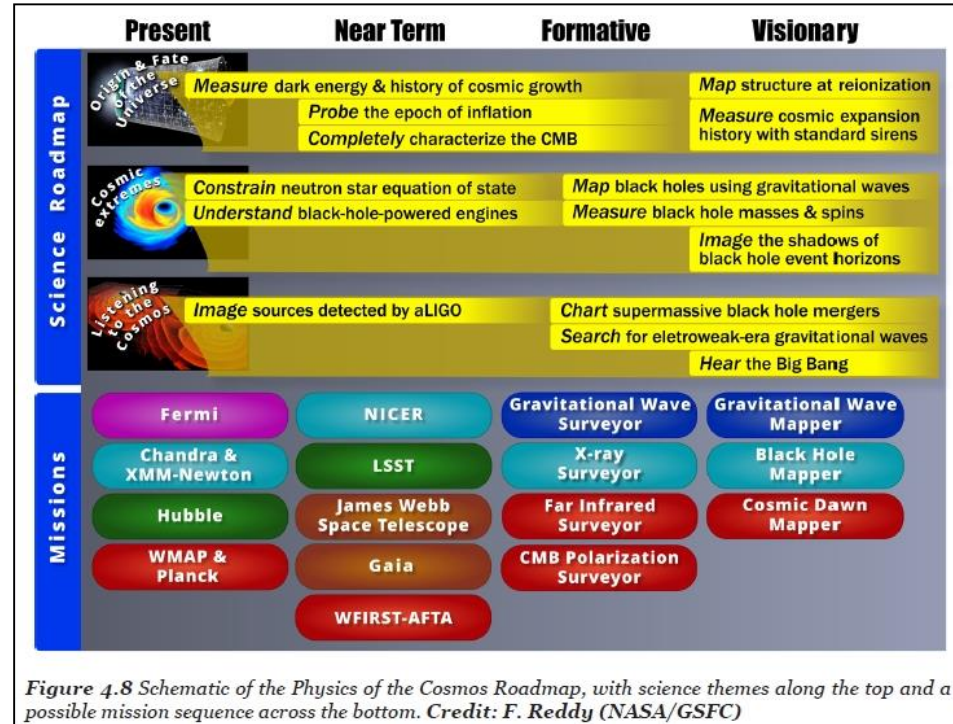 Present Near Term Formative Visionary
Science Roadmap
Origin & Fate
of the
Universe
Measure dark energy & history of cosmic growth
Probe the epoch of inflation
Completely characterize the CMB
Map structure at reionization
Measure cosmic expansion
history with standard sirens
Cosmic
extremes
Constrain neutron star equation of state
Understand black-hole-powered engines
Map black holes using gravitational waves
Measure black hole masses & spins
Image the shadows of
black hole event horizons
Listening
to the
Cosmos
Image sources detected by aLIGO
Chart supermassive black hole mergers
Search for eletroweak-era gravitational waves
Hear the Big Bang
Missions
Fermi
Chandra &
XMM-Newton
Hubble
WMAP &
Planck
NICER
LSST
James Webb
Space Telescope
Gaia
WFIRST-AFTA
Gravitational Wave
Surveyor
X-ray
Surveyor
Far Infrared
Surveyor
CMB Polarization
Surveyor
Gravitational Wave
Mapper
Black Hole
Mapper
Cosmic Dawn
Mapper
Figure 4.8 Schematic of the Physics of the Cosmos Roadmap, with science themes along the top and a
possible mission sequence across the bottom. Credit: F. Reddy (NASA/GSFC)